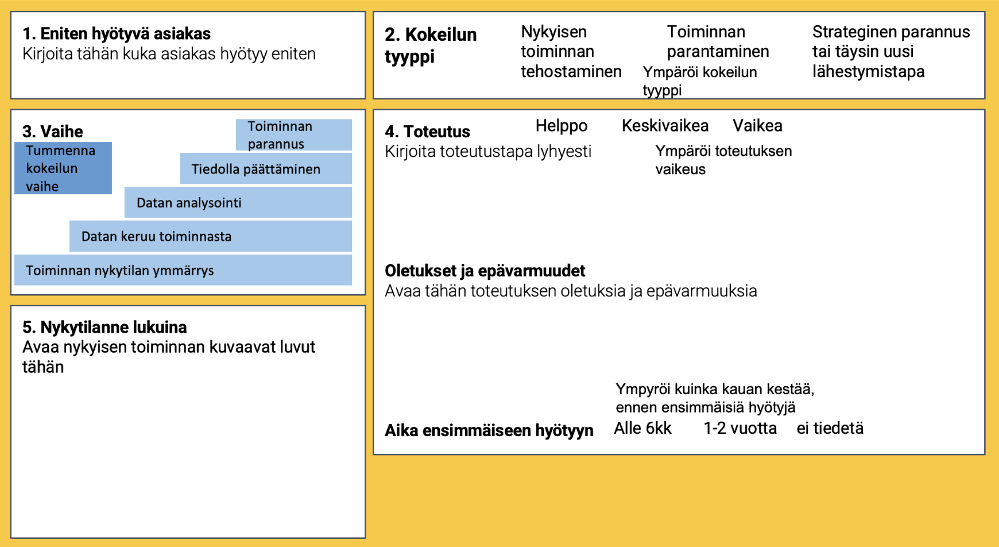 1. Eniten hyötyvä asiakas
Kirjoita tähän kuka asiakas hyötyy eniten
2. Kokeilun
tyyppi
Nykyisen
toiminnan
tehostaminen
Toiminnan
parantaminen
Ympäröi kokeilun
tyyppi
Strateginen parannus
tai täysin uusi
lähestymistapa
3. Vaihe
Tummenna
kokeilun
vaihe
Toiminnan
parannus
Tiedolla päättäminen
Datan analysointi
Datan keruu toiminnasta
Toiminnan nykytilan ymmärrys
4. Toteutus
Helppo
Keskivaikea
Vaikea
Kirjoita toteutustapa lyhyesti
Ympäröi toteutuksen
vaikeus
Oletukset ja epävarmuudet
Avaa tähän toteutuksen oletuksia ja epävarmuuksia
Ympyröi kuinka kauan kestää,
ennen ensimmäisiä hyötyjä
Aika ensimmäiseen hyötyyn
Alle 6kk
1-2 vuotta
ei tiedetä
5. Nykytilanne lukuina
Avaa nykyisen toiminnan kuvaavat luvut
tähän